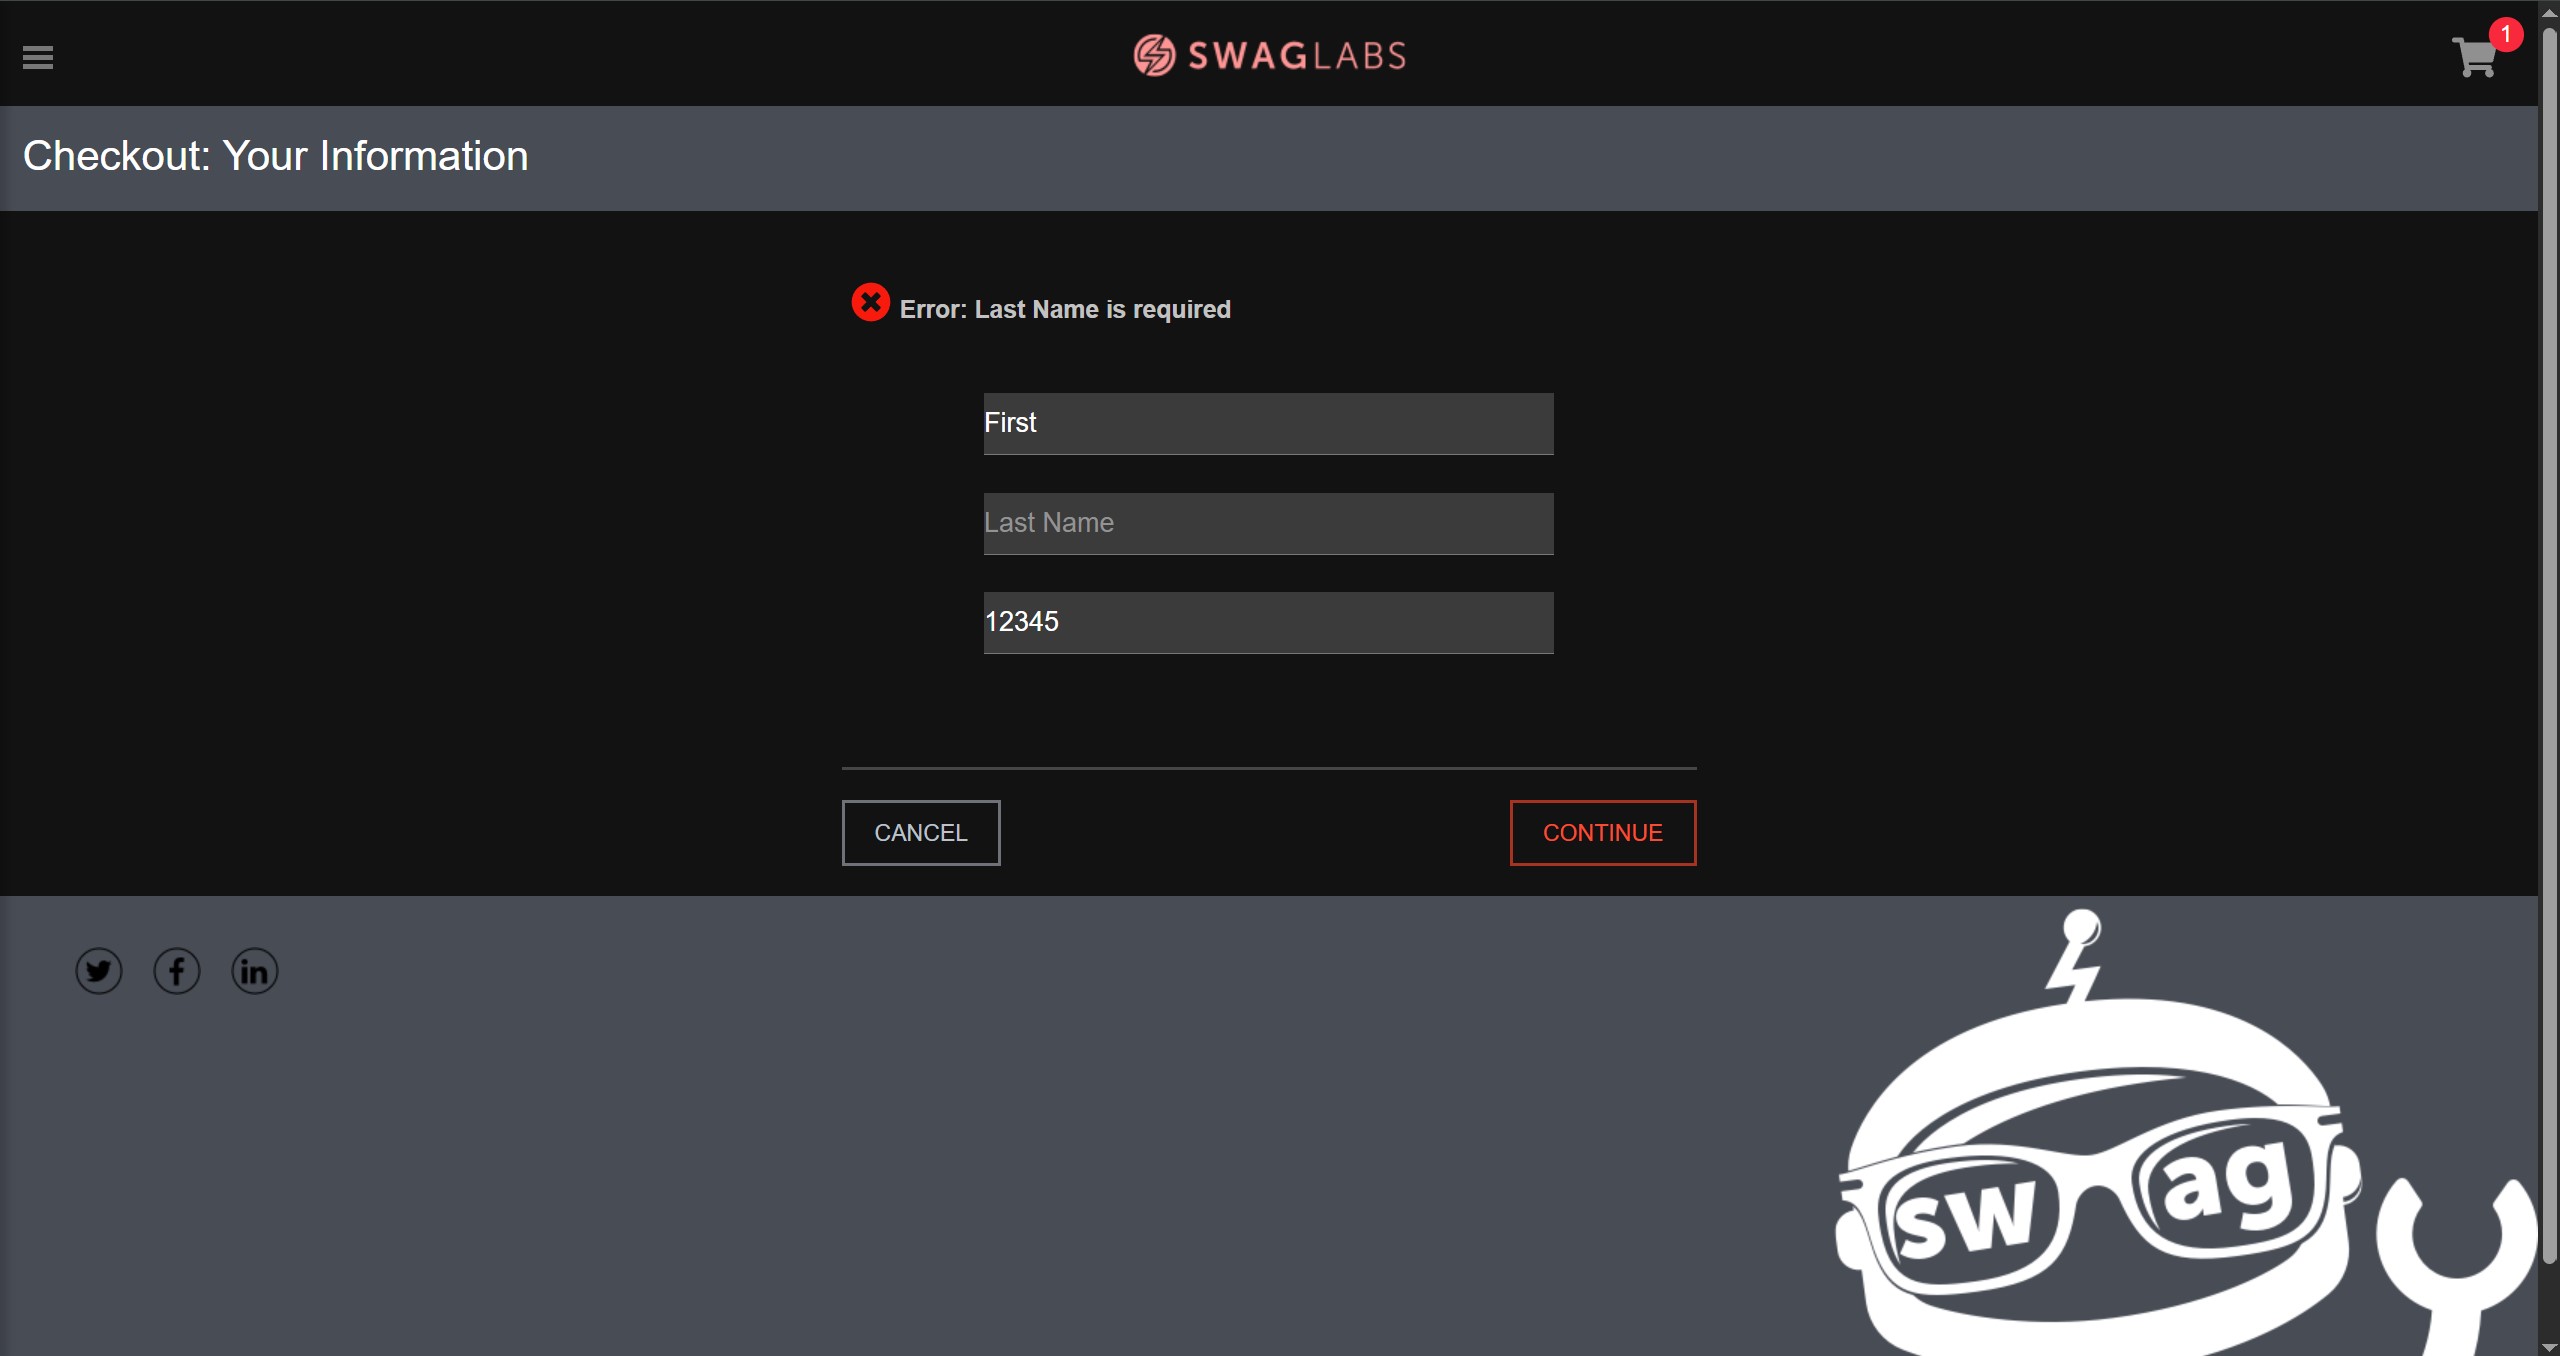 SWAGLABS
1
Checkout: Your Information
Error: Last Name is required
First
Last Name
12345
CANCEL
CONTINUE
sw ag